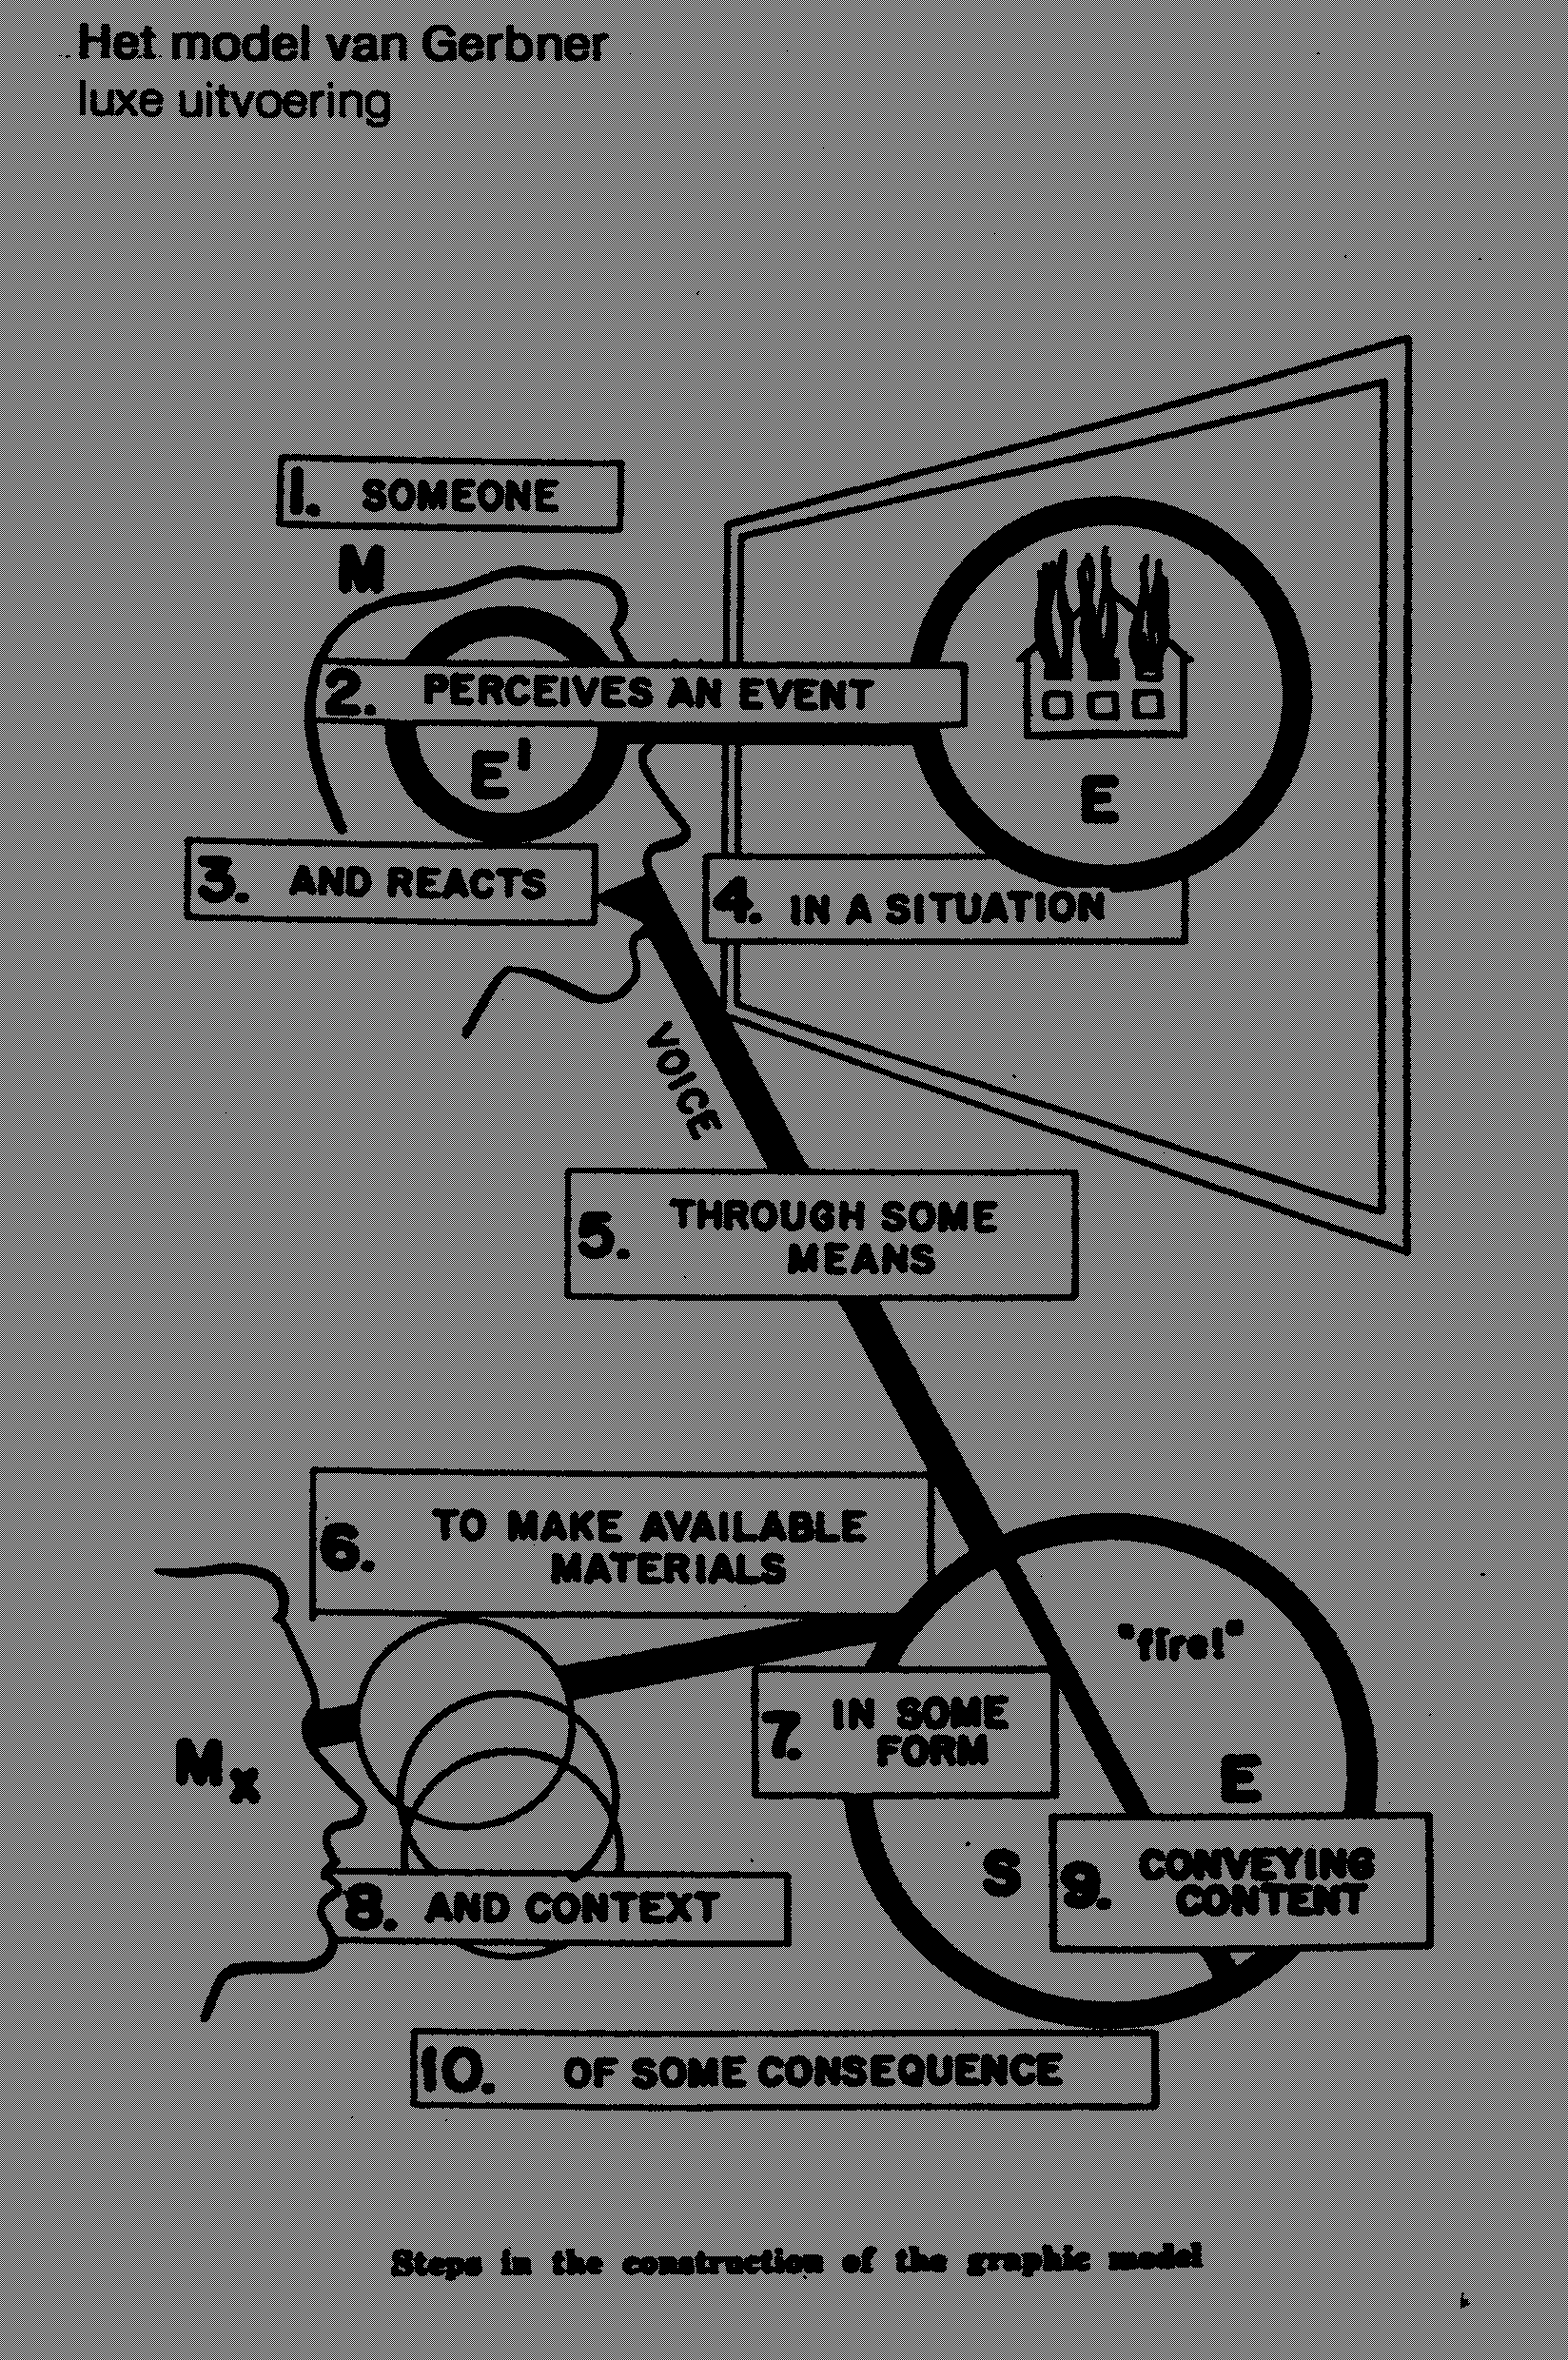 Het model van Gerbner
luxe uitvoering
1. SOMEONE
M
2. PERCEIVES AN EVENT
E'
E
3. AND REACTS
4. IN A SITUATION
VOICE
5. THROUGH SOME
MEANS
6. TO MAKE AVAILABLE
MATERIALS
"fire!"
7. IN SOME
FORM
Mx
E
S
9. CONVEYING
CONTENT
8. AND CONTEXT
10. OF SOME CONSEQUENCE
Steps in the construction of the graphic model